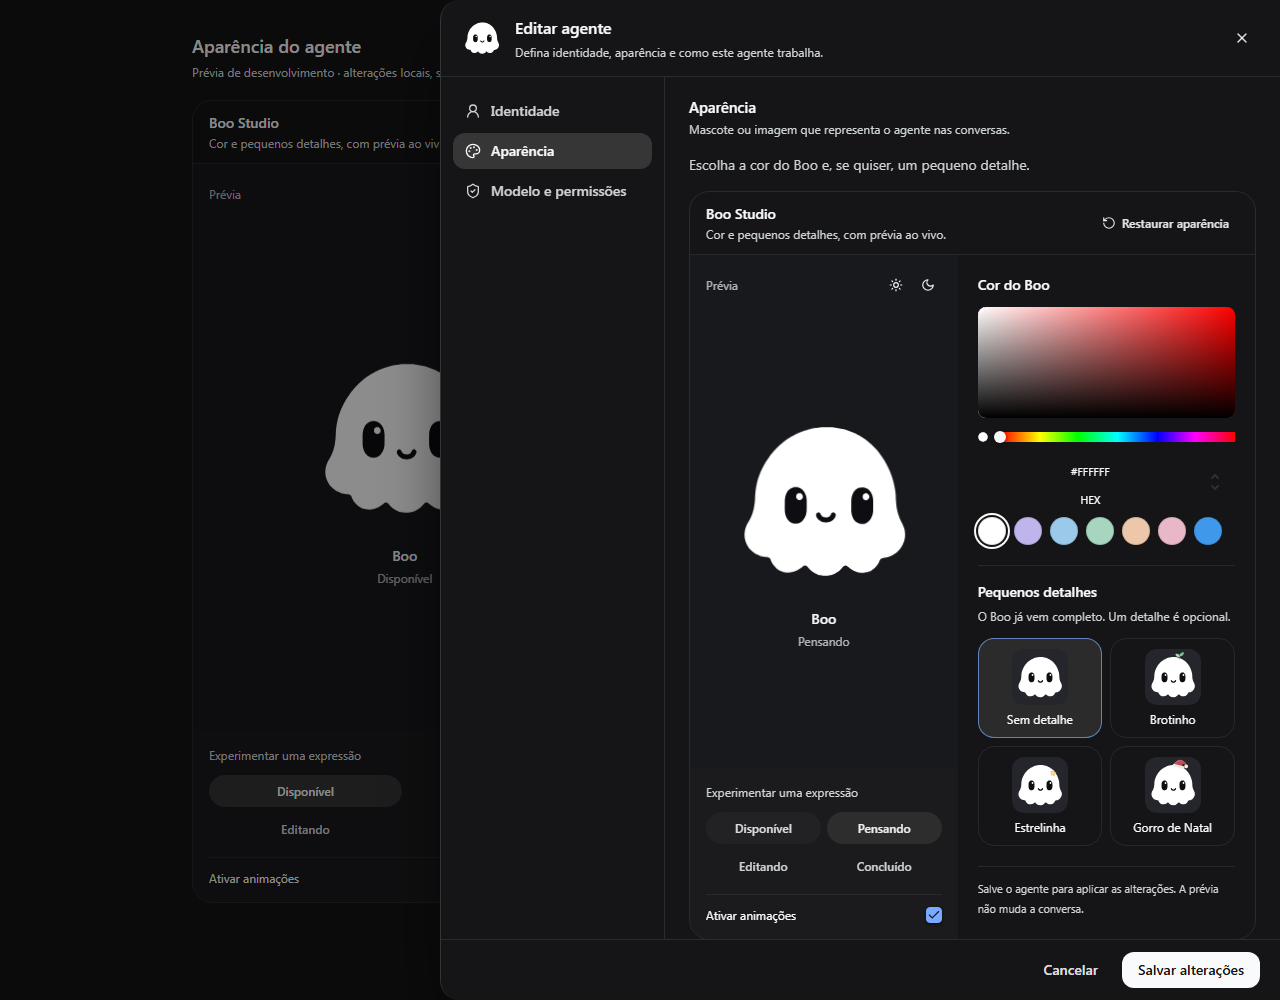 Aparência do agente
Prévia de desenvolvimento · alterações locais, s
Boo Studio
Cor e pequenos detalhes, com prévia ao viv
Prévia
Boo
Disponível
Experimentar uma expressão
Disponível
Editando
Ativar animações
Editar agente
Defina identidade, aparência e como este agente trabalha.
Identidade
Aparência
Modelo e permissões
Aparência
Mascote ou imagem que representa o agente nas conversas.
Escolha a cor do Boo e, se quiser, um pequeno detalhe.
Boo Studio
Cor e pequenos detalhes, com prévia ao vivo.
Restaurar aparência
Prévia
Boo
Pensando
Experimentar uma expressão
Disponível
Pensando
Editando
Concluído
Ativar animações
Cor do Boo
#FFFFFF
HEX
Pequenos detalhes
O Boo já vem completo. Um detalhe é opcional.
Sem detalhe
Brotinho
Estrelinha
Gorro de Natal
Salve o agente para aplicar as alterações. A prévia
não muda a conversa.
Cancelar
Salvar alterações